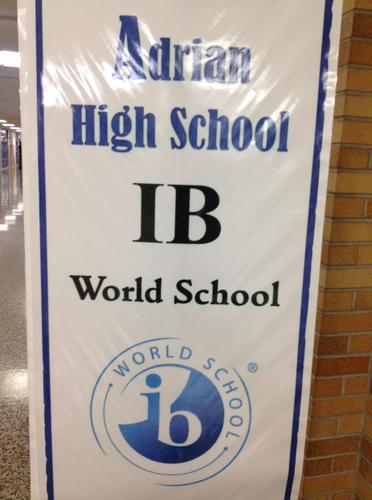 Adrian
High School
IB
World School
WORLD SCHOOL ®
ib